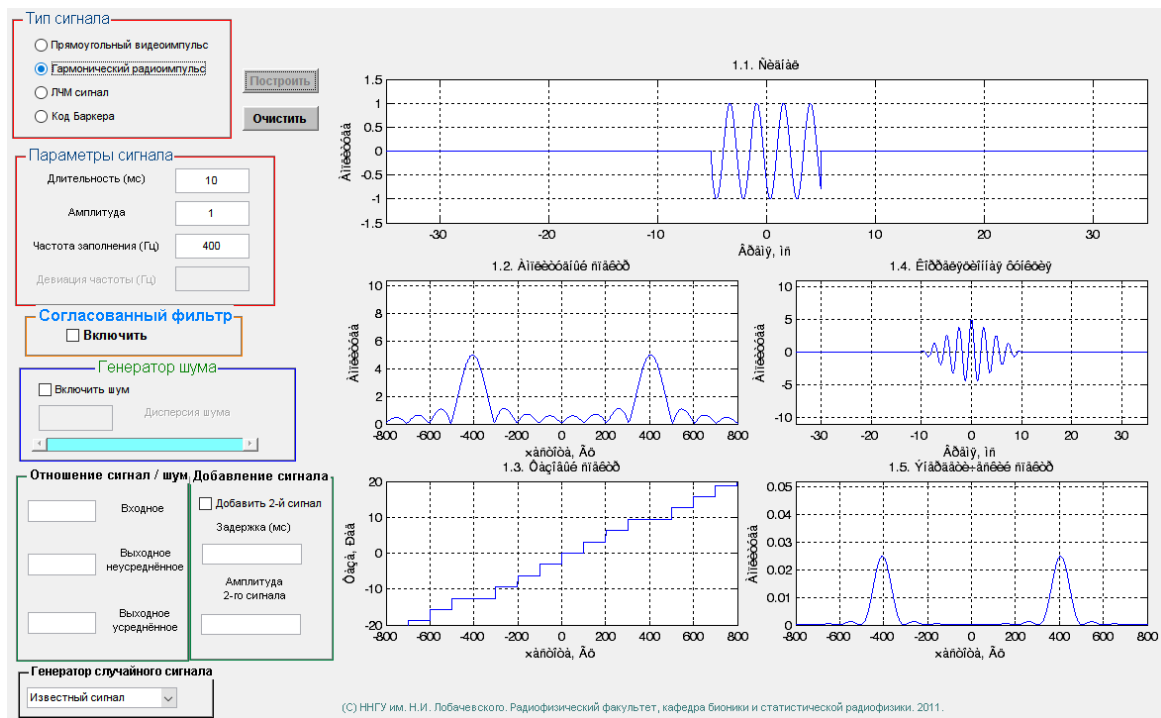 Тип сигнала
Прямоугольный видеоимпульс
Гармонический радиоимпульс
ЛЧМ сигнал
Код Баркера
Построить
Очистить
Параметры сигнала
Длительность (мс) 10
Амплитуда 1
Частота заполнения (Гц) 400
Девиация частоты (Гц)
Согласованный фильтр
Включить
Генератор шума
Включить шум
Дисперсия шума
Отношение сигнал / шум
Входное
Выходное
неусреднённое
Выходное
усреднённое
Добавление сигнала
Добавить 2-й сигнал
Задержка (мс)
Амплитуда
2-го сигнала
Генератор случайного сигнала
Известный сигнал
1.1. Ñèãíàë
Àìïëèòóäà
1.5
1
0.5
0
-0.5
-1
-1.5
-30 -20 -10 0 10 20 30
Âðåìÿ, ìñ
1.2. Àìïëèòóäíûé ñïåêòð
Àìïëèòóäà
10
8
6
4
2
0
-800 -600 -400 -200 0 200 400 600 800
×àñòîòà, Ãö
1.4. Êîððåëÿöèîííàÿ ôóíêöèÿ
Àìïëèòóäà
10
5
0
-5
-10
-30 -20 -10 0 10 20 30
Âðåìÿ, ìñ
1.3. Ôàçîâûé ñïåêòð
Ôàçà, Ðàä
20
10
0
-10
-20
-800 -600 -400 -200 0 200 400 600 800
×àñòîòà, Ãö
1.5. Ýíåðãåòè÷åñêèé ñïåêòð
Àìïëèòóäà
0.05
0.04
0.03
0.02
0.01
0
-800 -600 -400 -200 0 200 400 600 800
×àñòîòà, Ãö
(C) ННГУ им. Н.И. Лобачевского. Радиофизический факультет, кафедра бионики и статистической радиофизики. 2011.